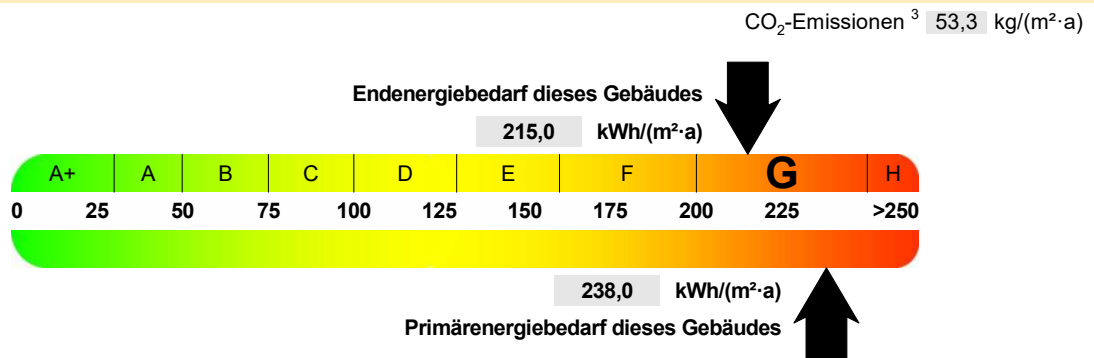 CO₂-Emissionen ³ 53,3 kg/(m²·a)
Endenergiebedarf dieses Gebäudes
215,0 kWh/(m²·a)
A+ A B C D E F G H
0 25 50 75 100 125 150 175 200 225 >250
238,0 kWh/(m²·a)
Primärenergiebedarf dieses Gebäudes